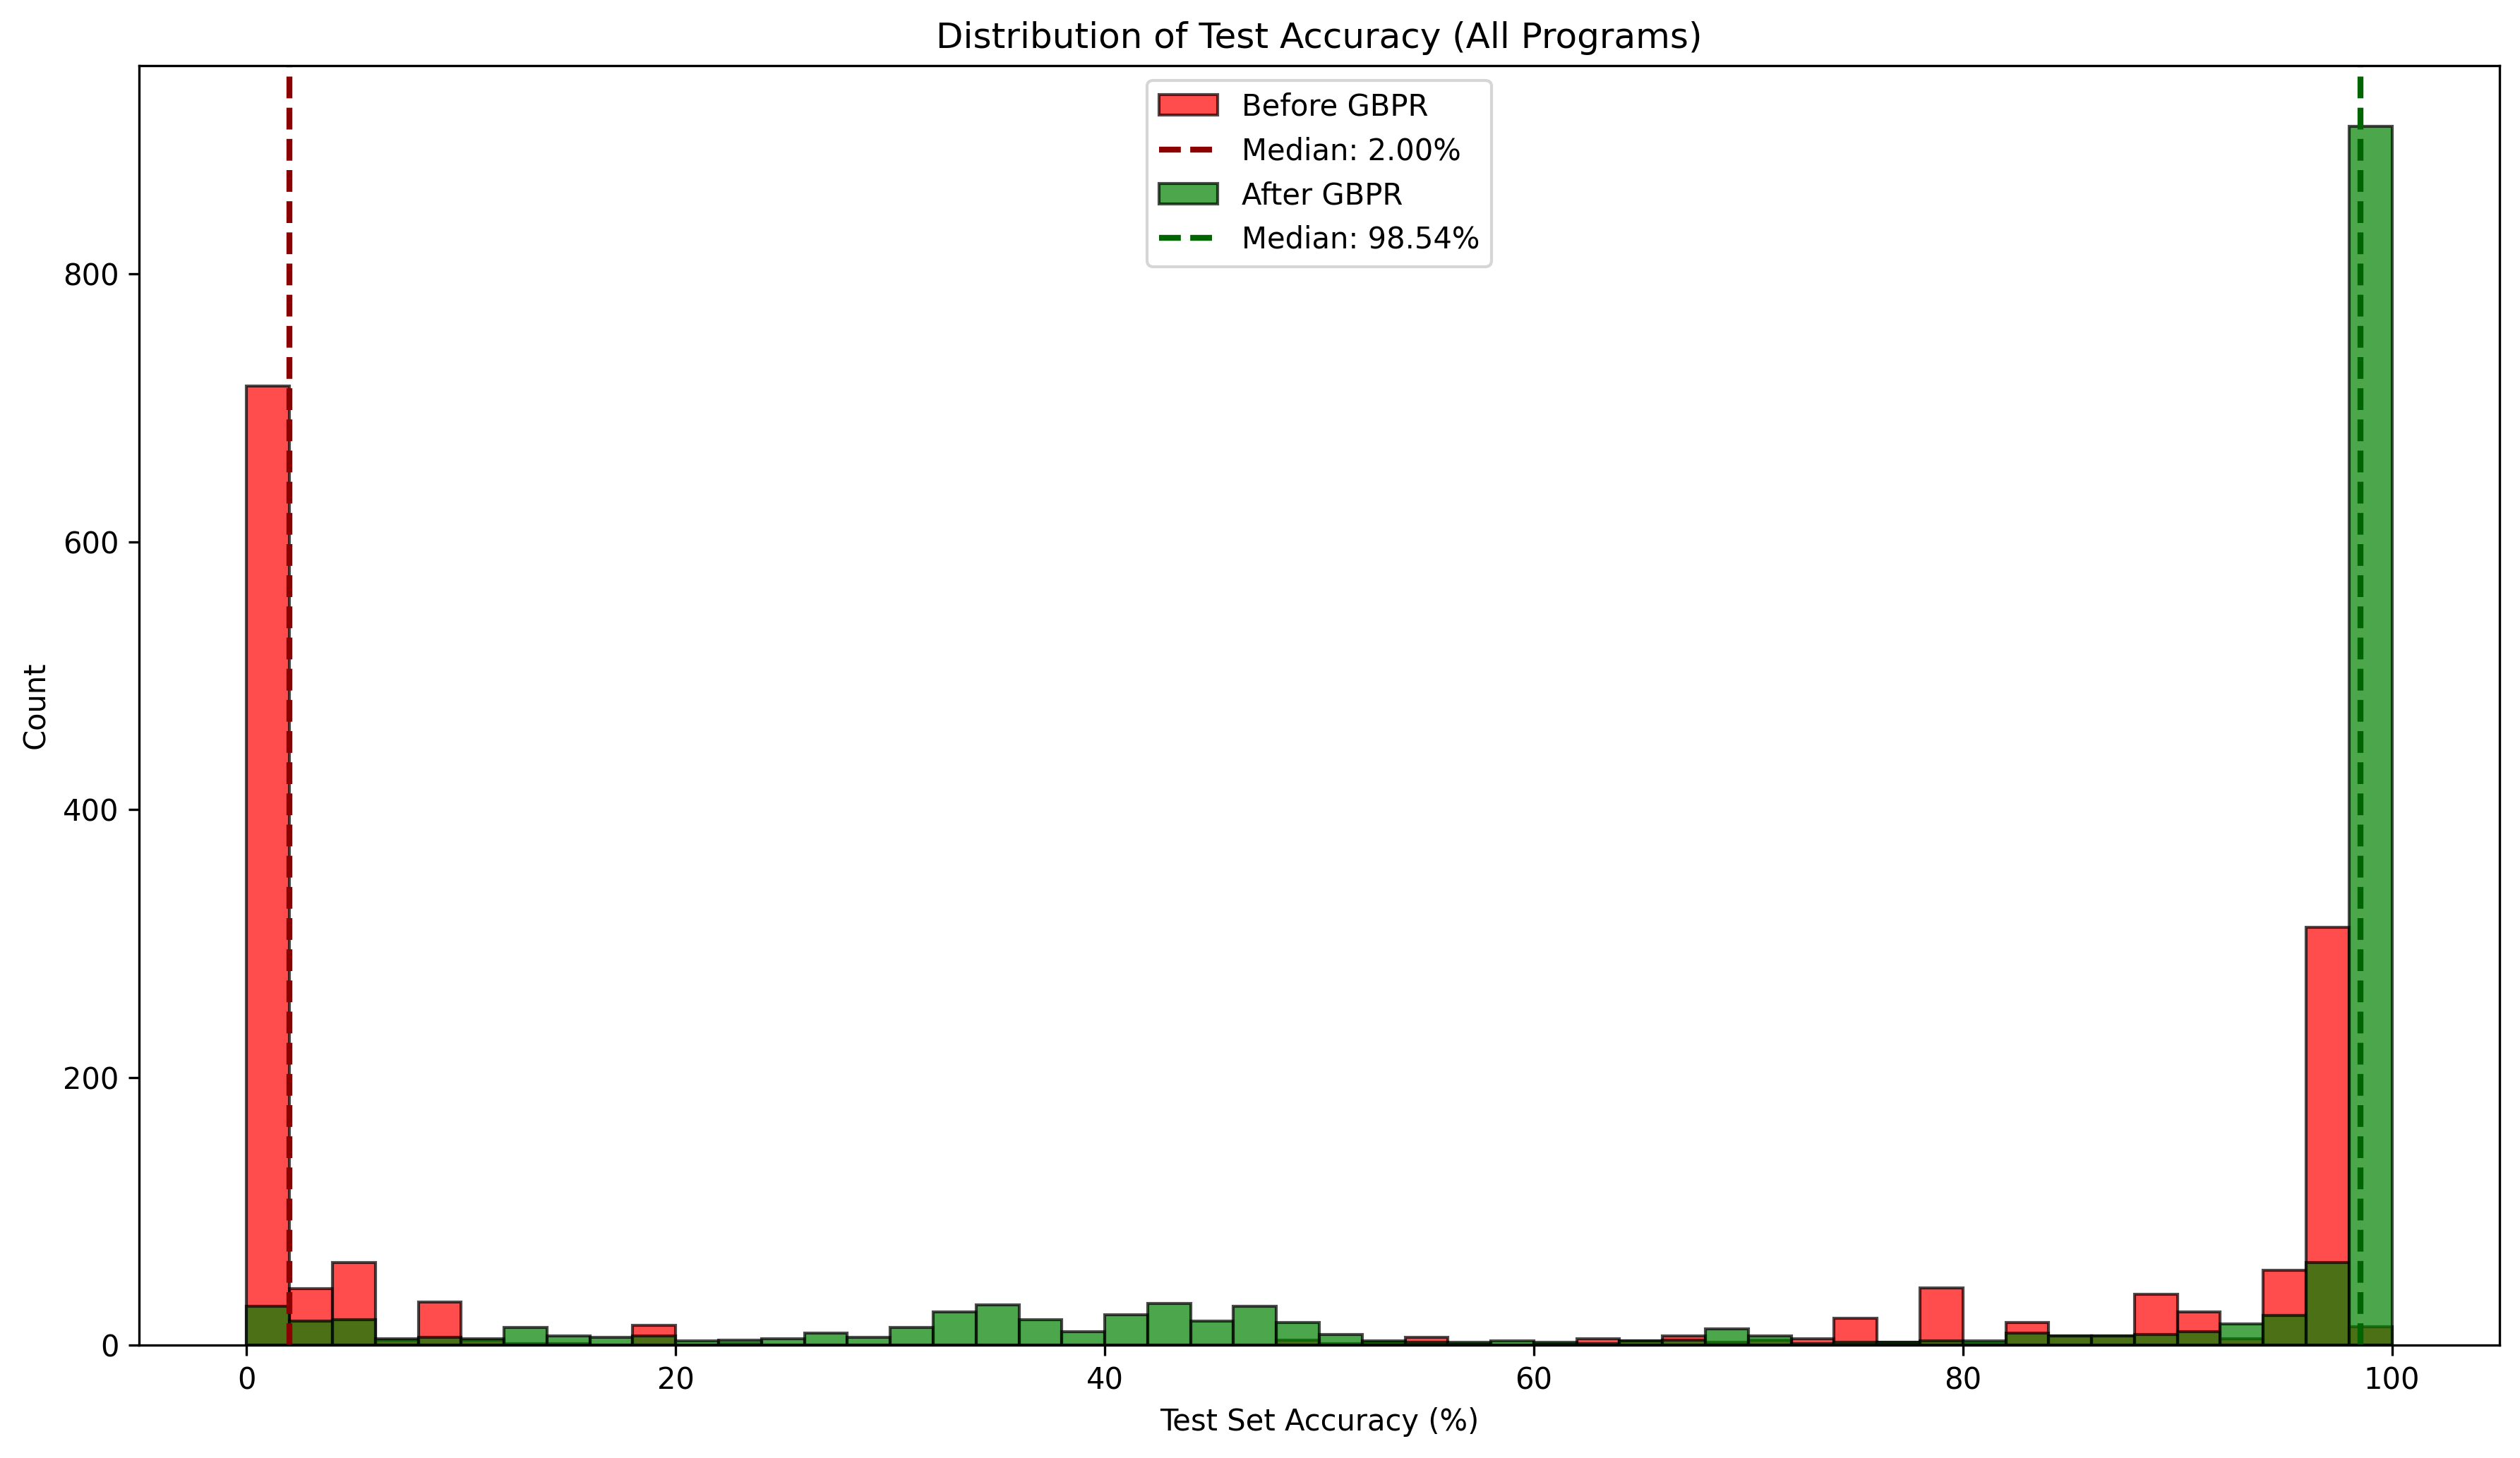 Distribution of Test Accuracy (All Programs)
Before GBPR
Median: 2.00%
After GBPR
Median: 98.54%
800
600
400
200
0
Count
0 20 40 60 80 100
Test Set Accuracy (%)